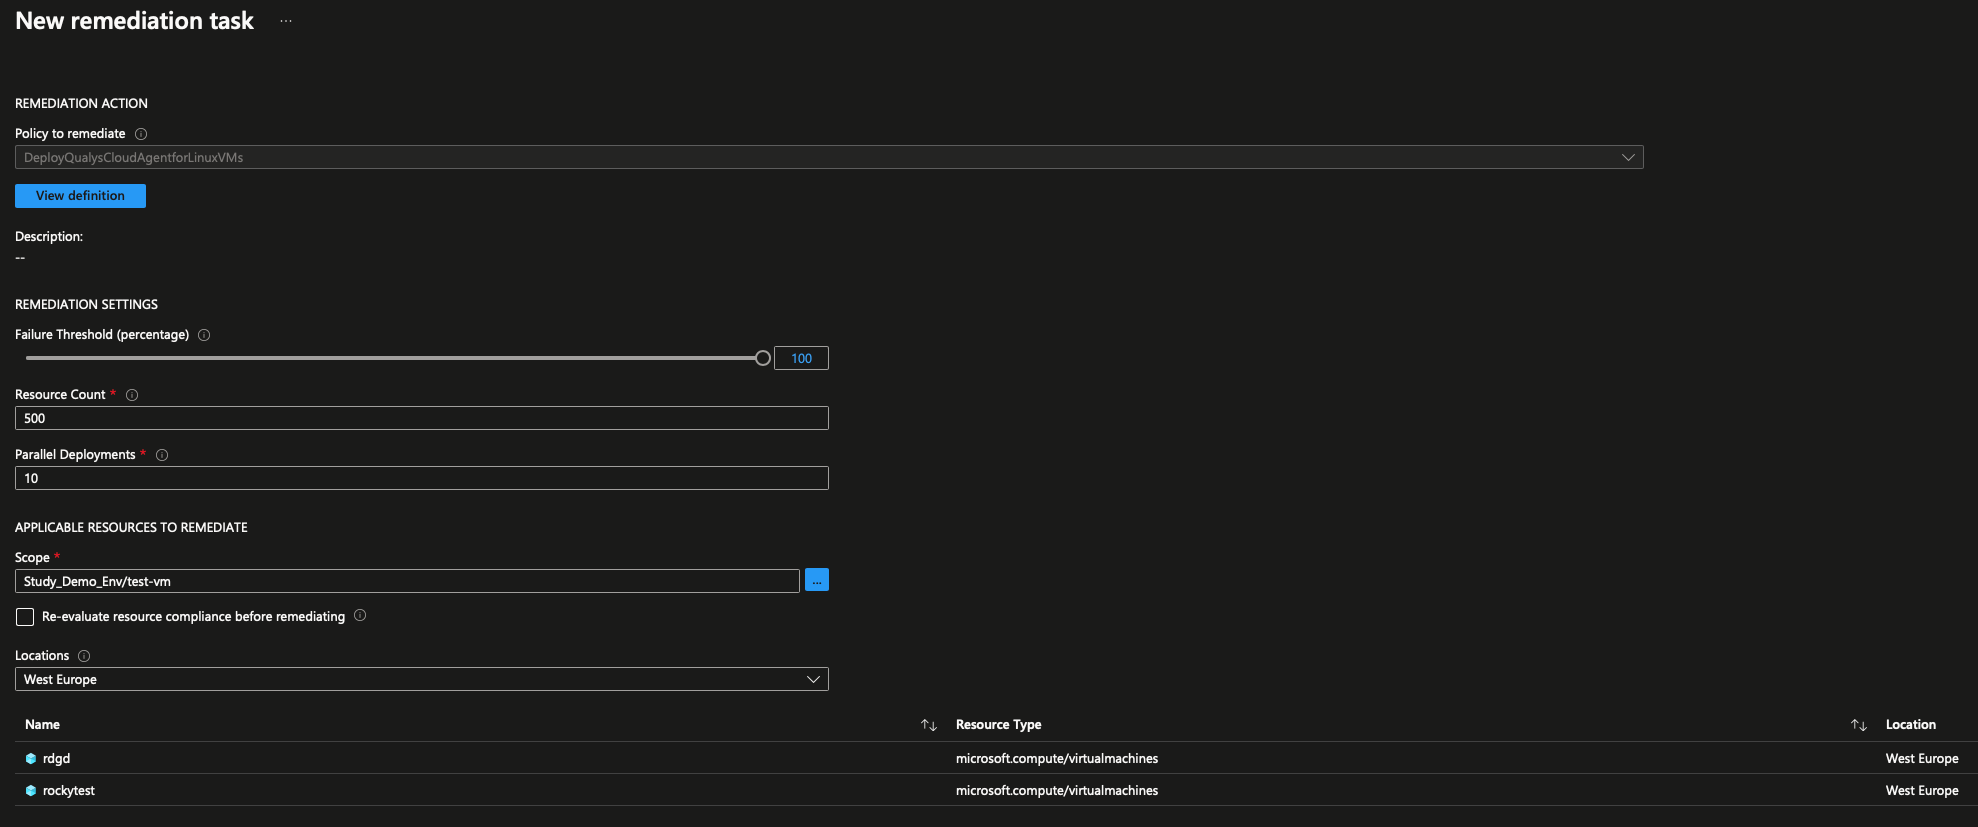 New remediation task ...
REMEDIATION ACTION
Policy to remediate
DeployQualysCloudAgentforLinuxVMs
View definition
Description:
--
REMEDIATION SETTINGS
Failure Threshold (percentage)
100
Resource Count *
500
Parallel Deployments *
10
APPLICABLE RESOURCES TO REMEDIATE
Scope *
Study_Demo_Env/test-vm ...
Re-evaluate resource compliance before remediating
Locations
West Europe
Name Resource Type Location
rdgd microsoft.compute/virtualmachines West Europe
rockytest microsoft.compute/virtualmachines West Europe